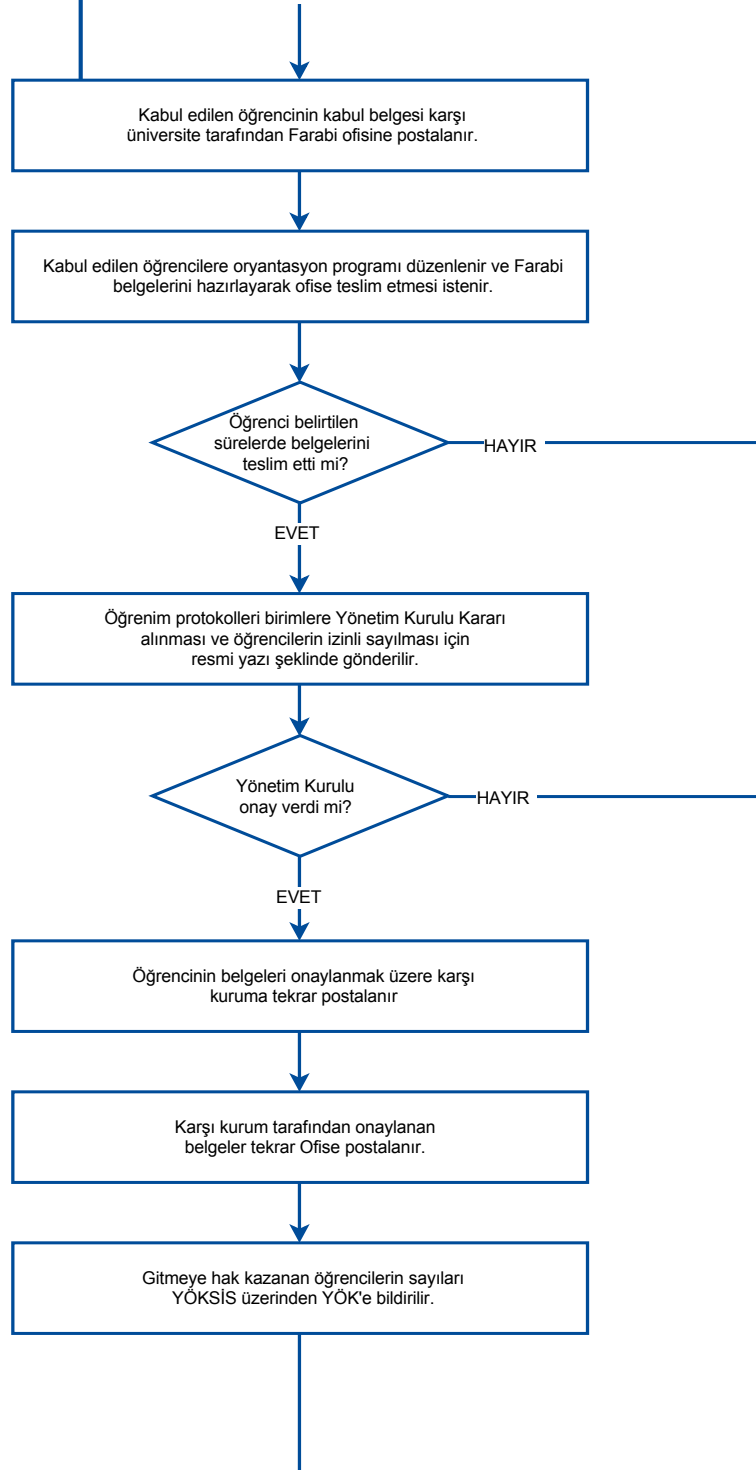 Kabul edilen öğrencinin kabul belgesi karşı
üniversite tarafından Farabi ofisine postalanır.
Kabul edilen öğrencilere oryantasyon programı düzenlenir ve Farabi
belgelerini hazırlayarak ofise teslim etmesi istenir.
Öğrenci belirtilen
sürelerde belgelerini
teslim etti mi?
HAYIR
EVET
Öğrenim protokolleri birimlere Yönetim Kurulu Kararı
alınması ve öğrencilerin izinli sayılması için
resmi yazı şeklinde gönderilir.
Yönetim Kurulu
onay verdi mi?
HAYIR
EVET
Öğrencinin belgeleri onaylanmak üzere karşı
kuruma tekrar postalanır
Karşı kurum tarafından onaylanan
belgeler tekrar Ofise postalanır.
Gitmeye hak kazanan öğrencilerin sayıları
YÖKSİS üzerinden YÖK'e bildirilir.